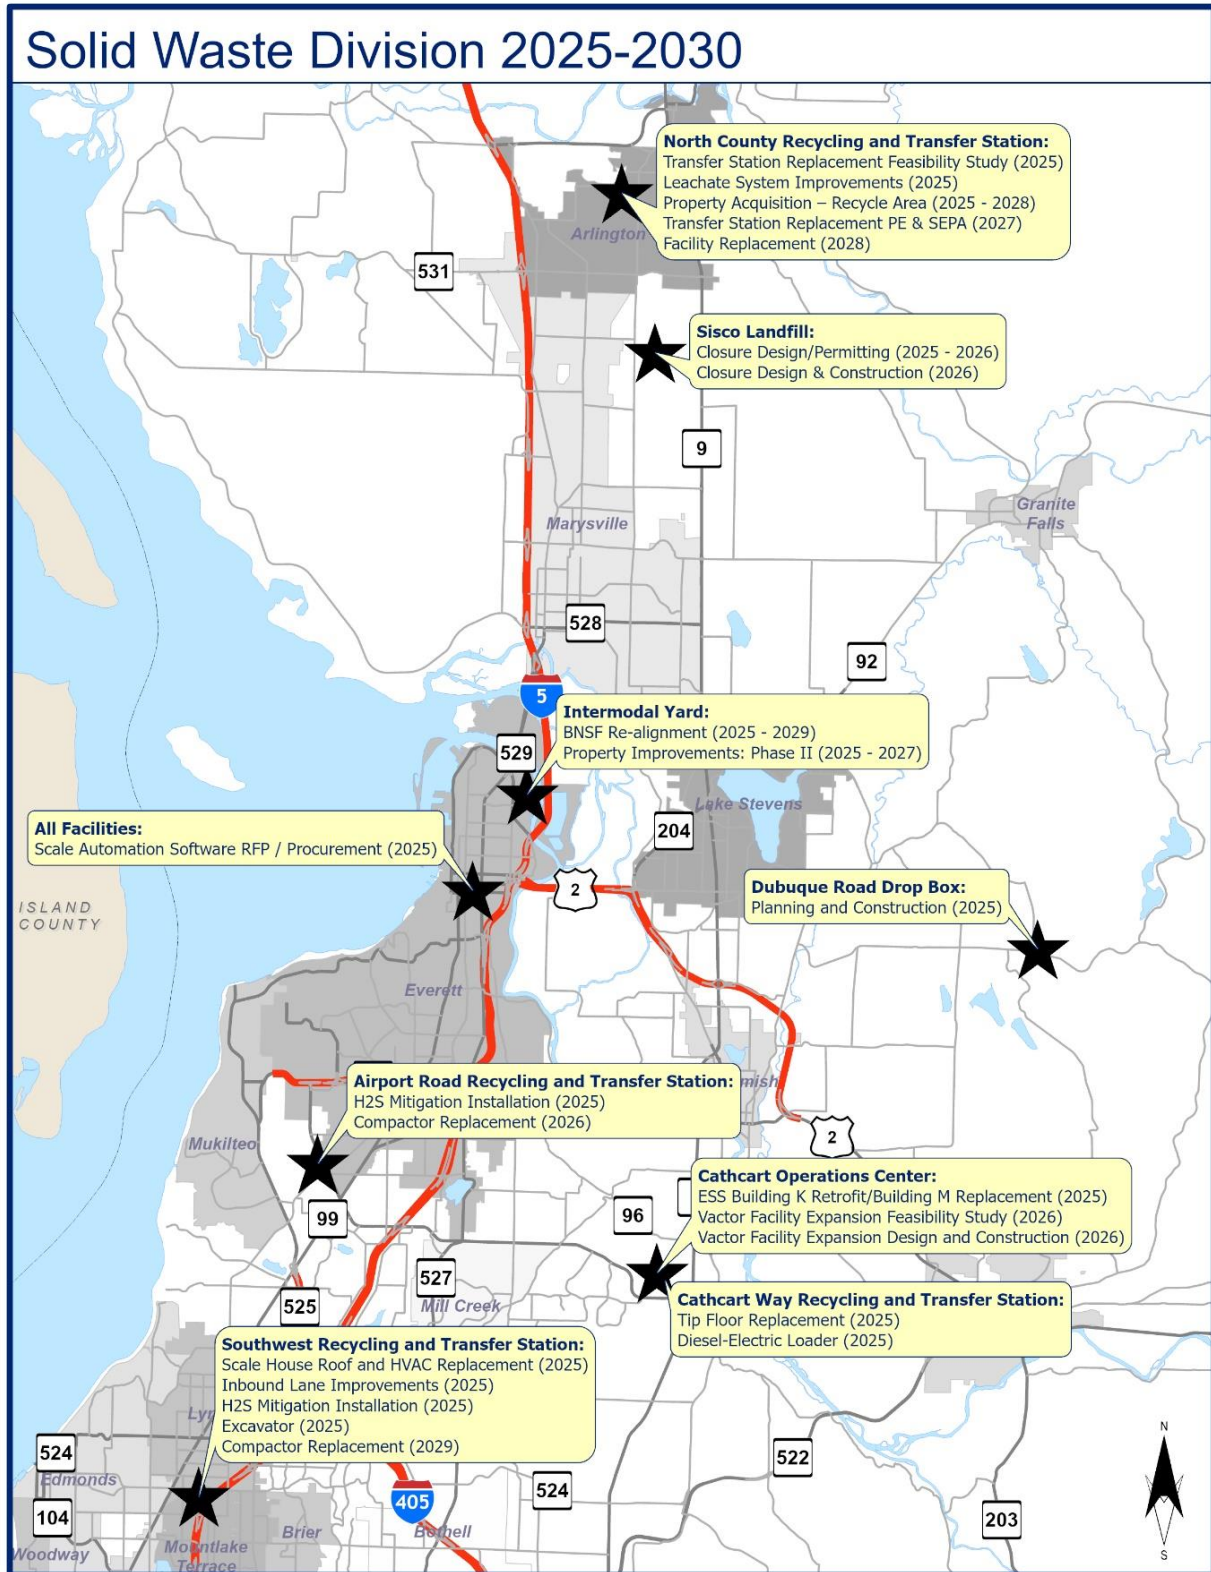 Solid Waste Division 2025-2030
North County Recycling and Transfer Station:
Transfer Station Replacement Feasibility Study (2025)
Leachate System Improvements (2025)
Property Acquisition – Recycle Area (2025 - 2028)
Transfer Station Replacement PE & SEPA (2027)
Facility Replacement (2028)
Arlington
531
Sisco Landfill:
Closure Design/Permitting (2025 - 2026)
Closure Design & Construction (2026)
9
Granite
Falls
Marysville
528
92
5
Intermodal Yard:
BNSF Re-alignment (2025 - 2029)
Property Improvements: Phase II (2025 - 2027)
529
Lake Stevens
204
All Facilities:
Scale Automation Software RFP / Procurement (2025)
2
Dubuque Road Drop Box:
Planning and Construction (2025)
ISLAND
COUNTY
Everett
Airport Road Recycling and Transfer Station:
H2S Mitigation Installation (2025)
Compactor Replacement (2026)
mish
2
Mukilteo
Cathcart Operations Center:
ESS Building K Retrofit/Building M Replacement (2025)
Vactor Facility Expansion Feasibility Study (2026)
Vactor Facility Expansion Design and Construction (2026)
99
96
527
525
Mill Creek
Cathcart Way Recycling and Transfer Station:
Tip Floor Replacement (2025)
Diesel-Electric Loader (2025)
Southwest Recycling and Transfer Station:
Scale House Roof and HVAC Replacement (2025)
Inbound Lane Improvements (2025)
H2S Mitigation Installation (2025)
Excavator (2025)
Compactor Replacement (2029)
Lyn
524
Edmonds
104
Woodway
Mountlake
Terrace
Brier
405
Bothell
524
522
203
N
S